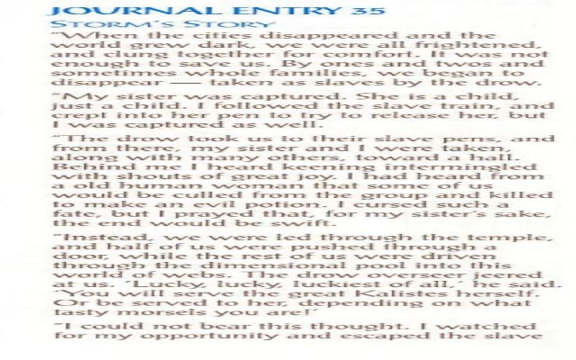 JOURNAL ENTRY 35
STORM'S STORY
"When the cities disappeared and the
world grew dark, we were all frightened,
and clung together for comfort. It was not
enough to save us. By ones and twos and
sometimes whole families, we began to
disappear — taken as slaves by the drow.
"My sister was captured. She is a child,
just a child. I followed the slave train, and
crept into her pen to try to release her, but
I was captured as well.
"The drow took us to their slave pens, and
from there, my sister and I were taken,
along with many others, toward a hall.
Behind me I heard keening intermingled
with shouts of great joy. I had heard from
a old human woman that some of us
would be culled from the group and killed
to make an evil potion. I cursed such a
fate, but I prayed that, for my sister's sake,
the end would be swift.
"Instead, we were led through the temple,
and half of us were pushed through a
door, while the rest of us were driven
through the dimensional pool into this
world of webs. The drow overseer jeered
at us. 'Lucky, lucky, luckiest of all,' he said.
'You will serve the great Kalistes herself.
Or be served to her, depending on what
tasty morsels you are!'
"I could not bear this thought. I watched
for my opportunity and escaped the slave